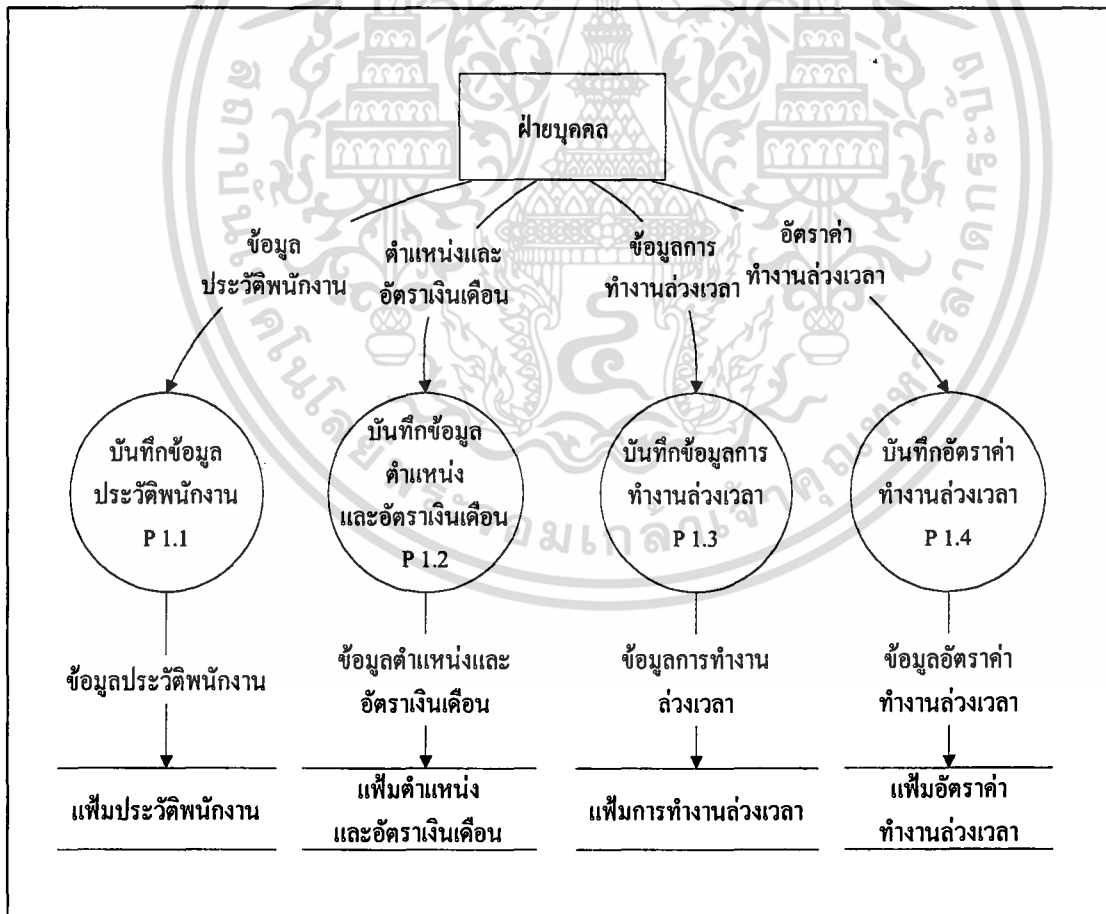 ฝ่ายบุคคล
ข้อมูล
ประวัติพนักงาน
ตำแหน่งและ
อัตราเงินเดือน
ข้อมูลการ
ทำงานล่วงเวลา
อัตราค่า
ทำงานล่วงเวลา
บันทึกข้อมูล
ประวัติพนักงาน
P 1.1
บันทึกข้อมูล
ตำแหน่ง
และอัตราเงินเดือน
P 1.2
บันทึกข้อมูลการ
ทำงานล่วงเวลา
P 1.3
บันทึกอัตราค่า
ทำงานล่วงเวลา
P 1.4
ข้อมูลประวัติพนักงาน
ข้อมูลตำแหน่งและ
อัตราเงินเดือน
ข้อมูลการทำงาน
ล่วงเวลา
ข้อมูลอัตราค่า
ทำงานล่วงเวลา
แฟ้มประวัติพนักงาน
แฟ้มตำแหน่ง
และอัตราเงินเดือน
แฟ้มการทำงานล่วงเวลา
แฟ้มอัตราค่า
ทำงานล่วงเวลา